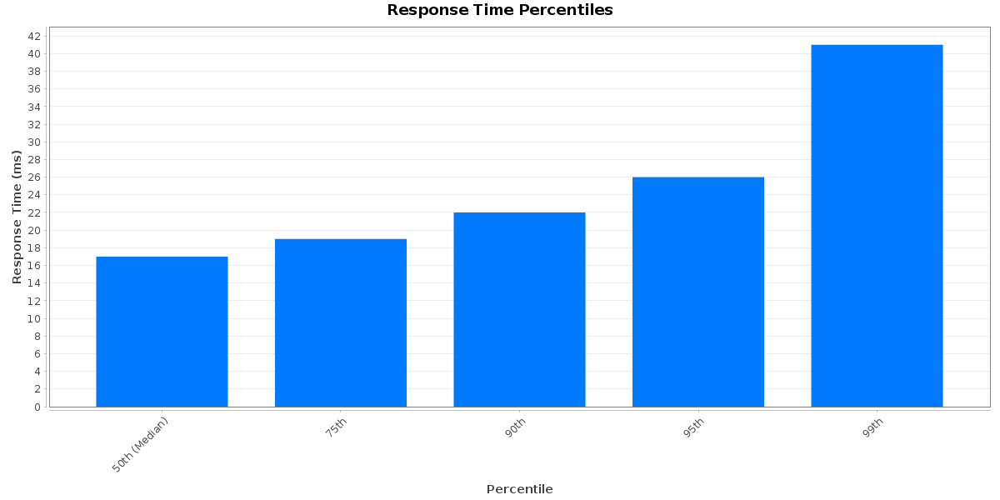 Response Time Percentiles
Response Time (ms)
42
40
38
36
34
32
30
28
26
24
22
20
18
16
14
12
10
8
6
4
2
0
50th (Median)
75th
90th
95th
99th
Percentile